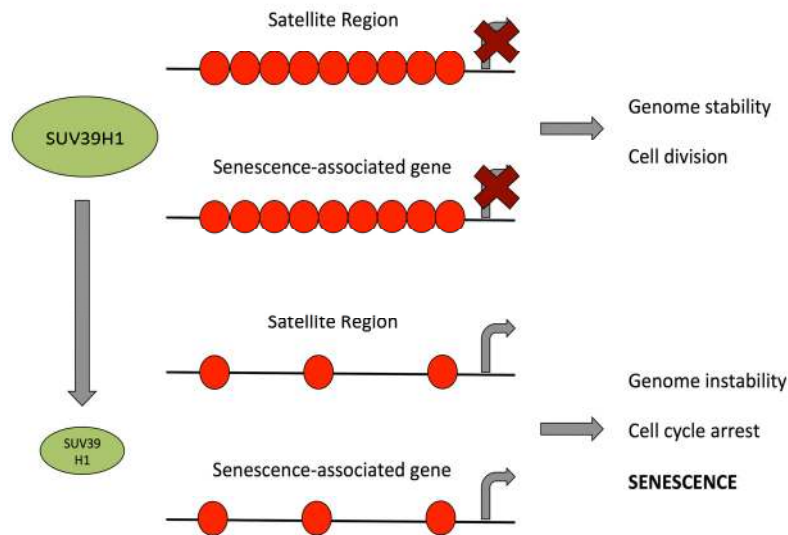 Satellite Region
SUV39H1
Genome stability
Cell division
Senescence-associated gene
Satellite Region
Genome instability
Cell cycle arrest
SUV39
H1
Senescence-associated gene
SENESCENCE